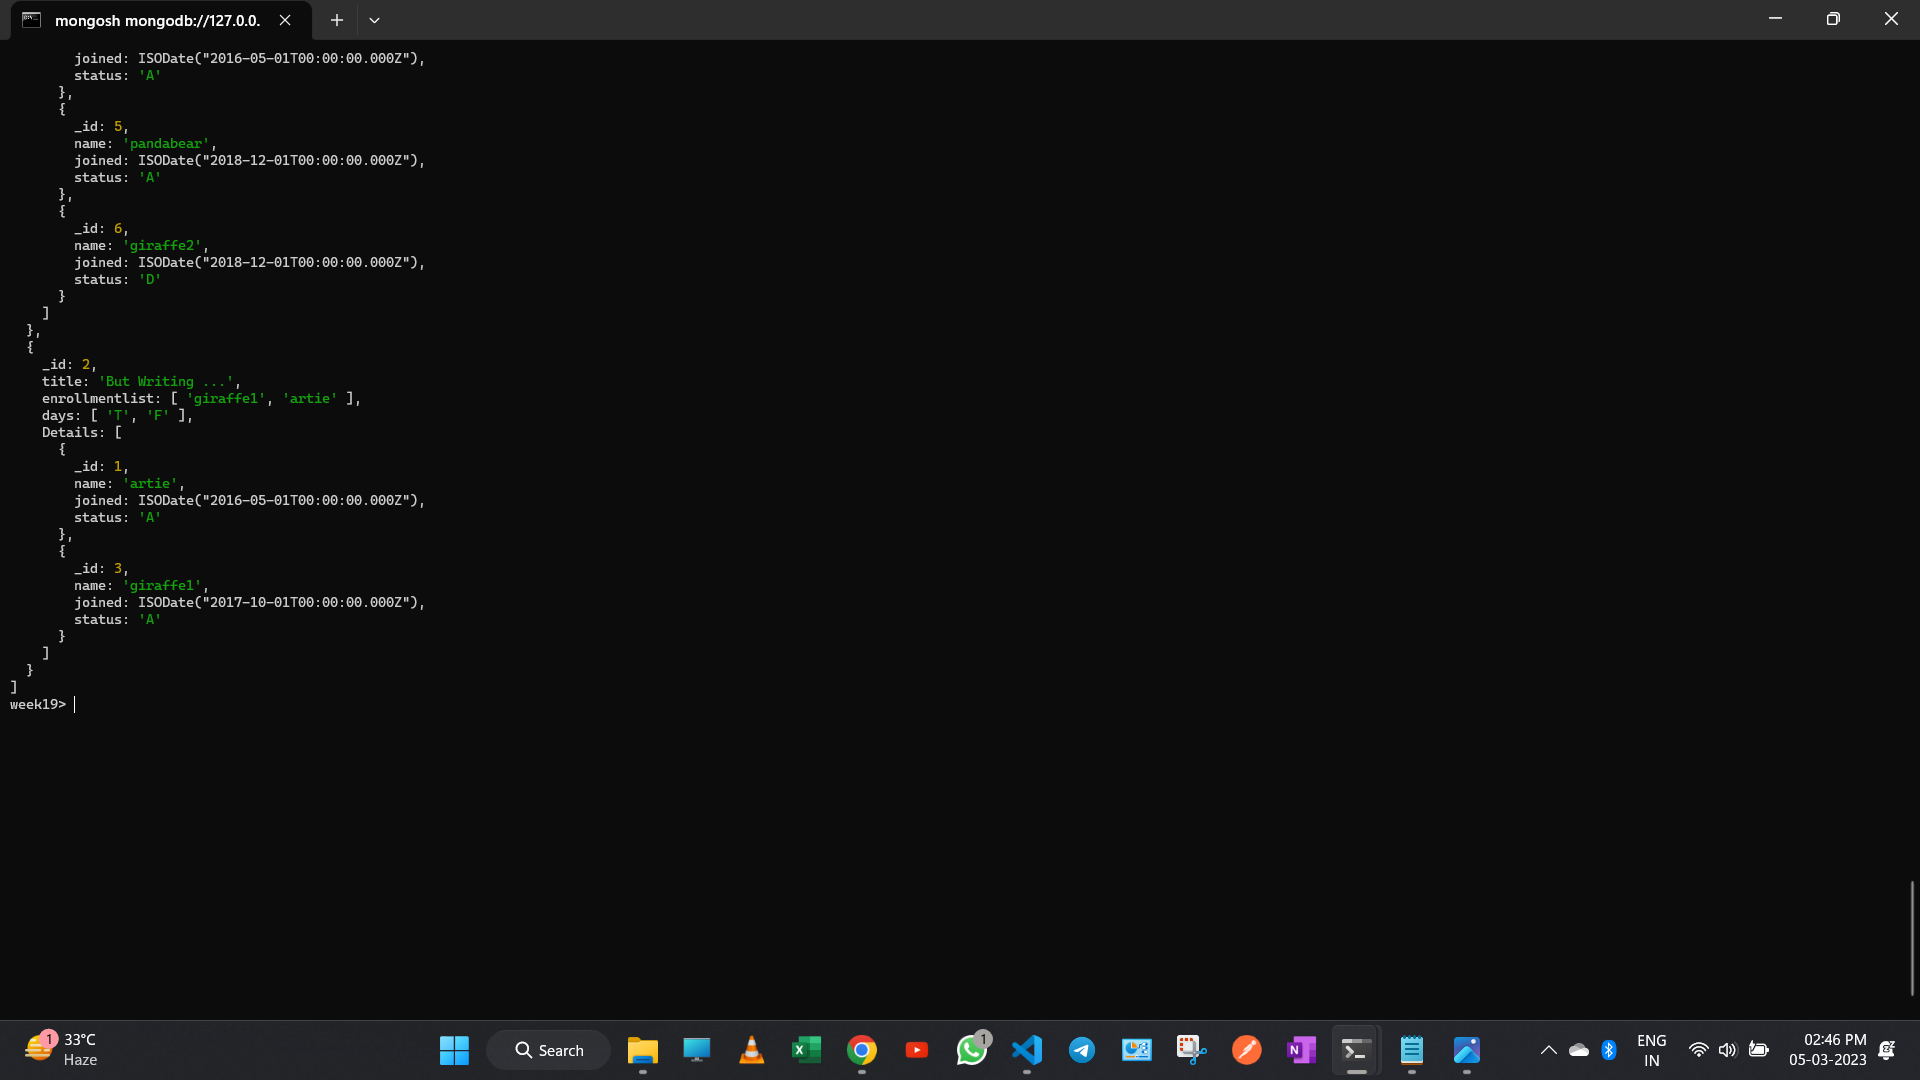 mongosh mongodb://127.0.0.
joined: ISODate("2016-05-01T00:00:00.000Z"),
status: 'A'
},
{
_id: 5,
name: 'pandabear',
joined: ISODate("2018-12-01T00:00:00.000Z"),
status: 'A'
},
{
_id: 6,
name: 'giraffe2',
joined: ISODate("2018-12-01T00:00:00.000Z"),
status: 'D'
}
]
},
{
_id: 2,
title: 'But Writing ...',
enrollmentlist: [ 'giraffe1', 'artie' ],
days: [ 'T', 'F' ],
Details: [
{
_id: 1,
name: 'artie',
joined: ISODate("2016-05-01T00:00:00.000Z"),
status: 'A'
},
{
_id: 3,
name: 'giraffe1',
joined: ISODate("2017-10-01T00:00:00.000Z"),
status: 'A'
}
]
}
]
week19>
1
33°C
Haze
Search
1
ENG
IN
02:46 PM
05-03-2023